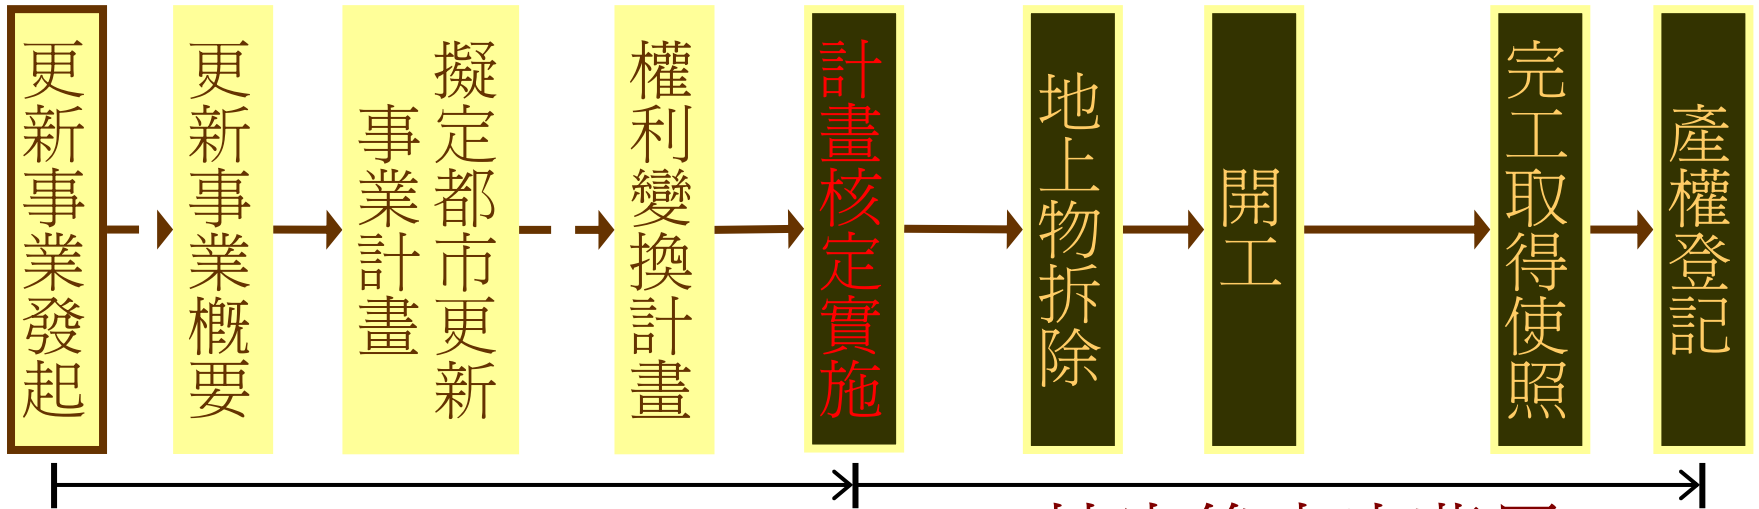 更新事業發起
更新事業概要
擬定都市更新
事業計畫
權利變換計畫
計畫核定實施
地上物拆除
開工
完工取得使照
產權登記